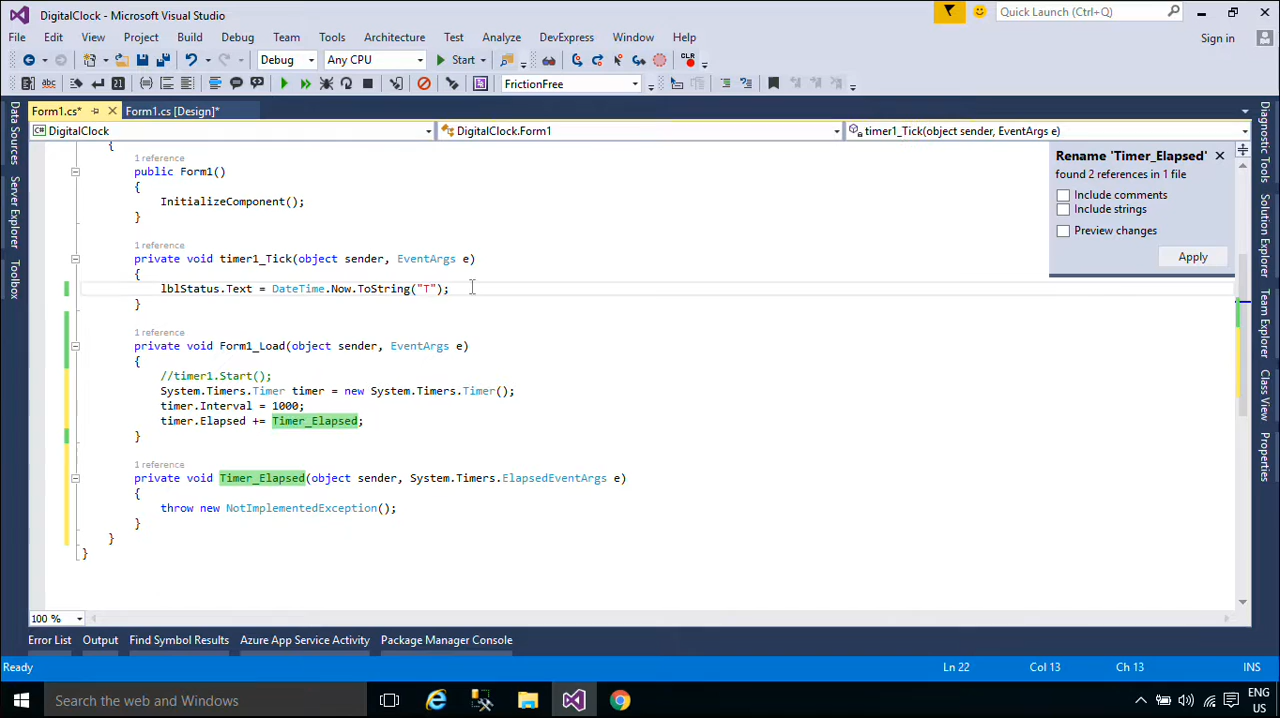 DigitalClock - Microsoft Visual Studio
Quick Launch (Ctrl+Q)
File Edit View Project Build Debug Team Tools Architecture Test Analyze DevExpress Window Help
Sign in
Debug Any CPU Start CLR
FrictionFree
Form1.cs* Form1.cs [Design]*
DigitalClock DigitalClock.Form1 timer1_Tick(object sender, EventArgs e)
Data Sources
Server Explorer
Toolbox
{
1 reference
public Form1()
{
InitializeComponent();
}
1 reference
private void timer1_Tick(object sender, EventArgs e)
{
lblStatus.Text = DateTime.Now.ToString("T");
}
1 reference
private void Form1_Load(object sender, EventArgs e)
{
//timer1.Start();
System.Timers.Timer timer = new System.Timers.Timer();
timer.Interval = 1000;
timer.Elapsed += Timer_Elapsed;
}
1 reference
private void Timer_Elapsed(object sender, System.Timers.ElapsedEventArgs e)
{
throw new NotImplementedException();
}
}
}
Rename 'Timer_Elapsed'
found 2 references in 1 file
Include comments
Include strings
Preview changes
Apply
Diagnostic Tools
Solution Explorer
Team Explorer
Class View
Properties
100 %
Error List Output Find Symbol Results Azure App Service Activity Package Manager Console
Ready Ln 22 Col 13 Ch 13 INS
Search the web and Windows
ENG
US